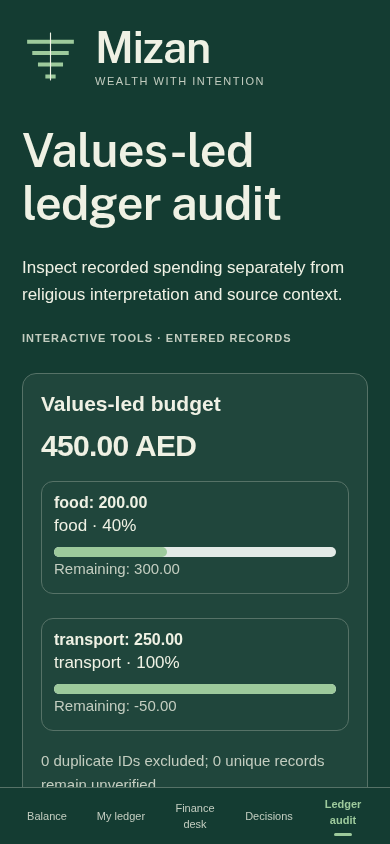 Mizan
WEALTH WITH INTENTION
Values-led
ledger audit
Inspect recorded spending separately from
religious interpretation and source context.
INTERACTIVE TOOLS · ENTERED RECORDS
Values-led budget
450.00 AED
food: 200.00
food · 40%
Remaining: 300.00
transport: 250.00
transport · 100%
Remaining: -50.00
0 duplicate IDs excluded; 0 unique records
remain unverified
Balance
My ledger
Finance
desk
Decisions
Ledger
audit